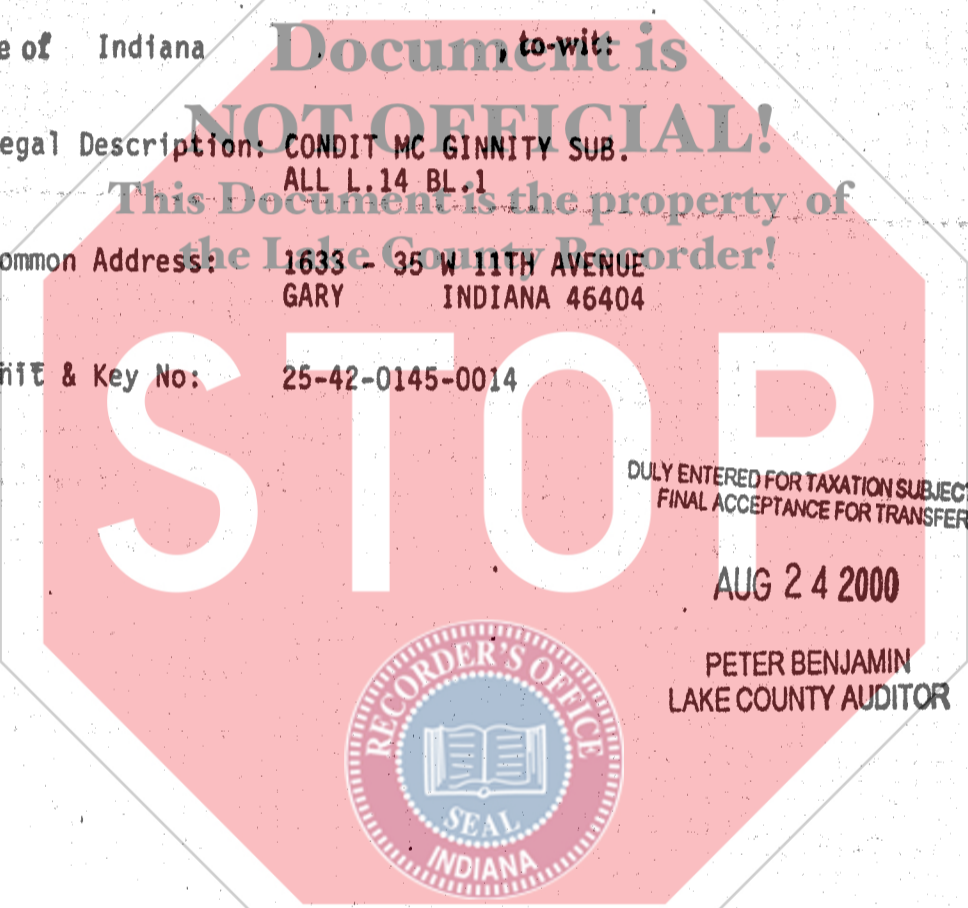 e of Indiana , to-wit:
Document is
NOT OFFICIAL!
egal Description: CONDIT MC GINNITY SUB.
ALL L.14 BL.1
This Document is the property of
the Lake County Recorder!
ommon Address: 1633 - 35 W 11TH AVENUE
GARY INDIANA 46404
nit & Key No: 25-42-0145-0014
STOP
DULY ENTERED FOR TAXATION SUBJECT
FINAL ACCEPTANCE FOR TRANSFER
AUG 24 2000
PETER BENJAMIN
LAKE COUNTY AUDITOR
RECORDER'S OFFICE
SEAL
INDIANA